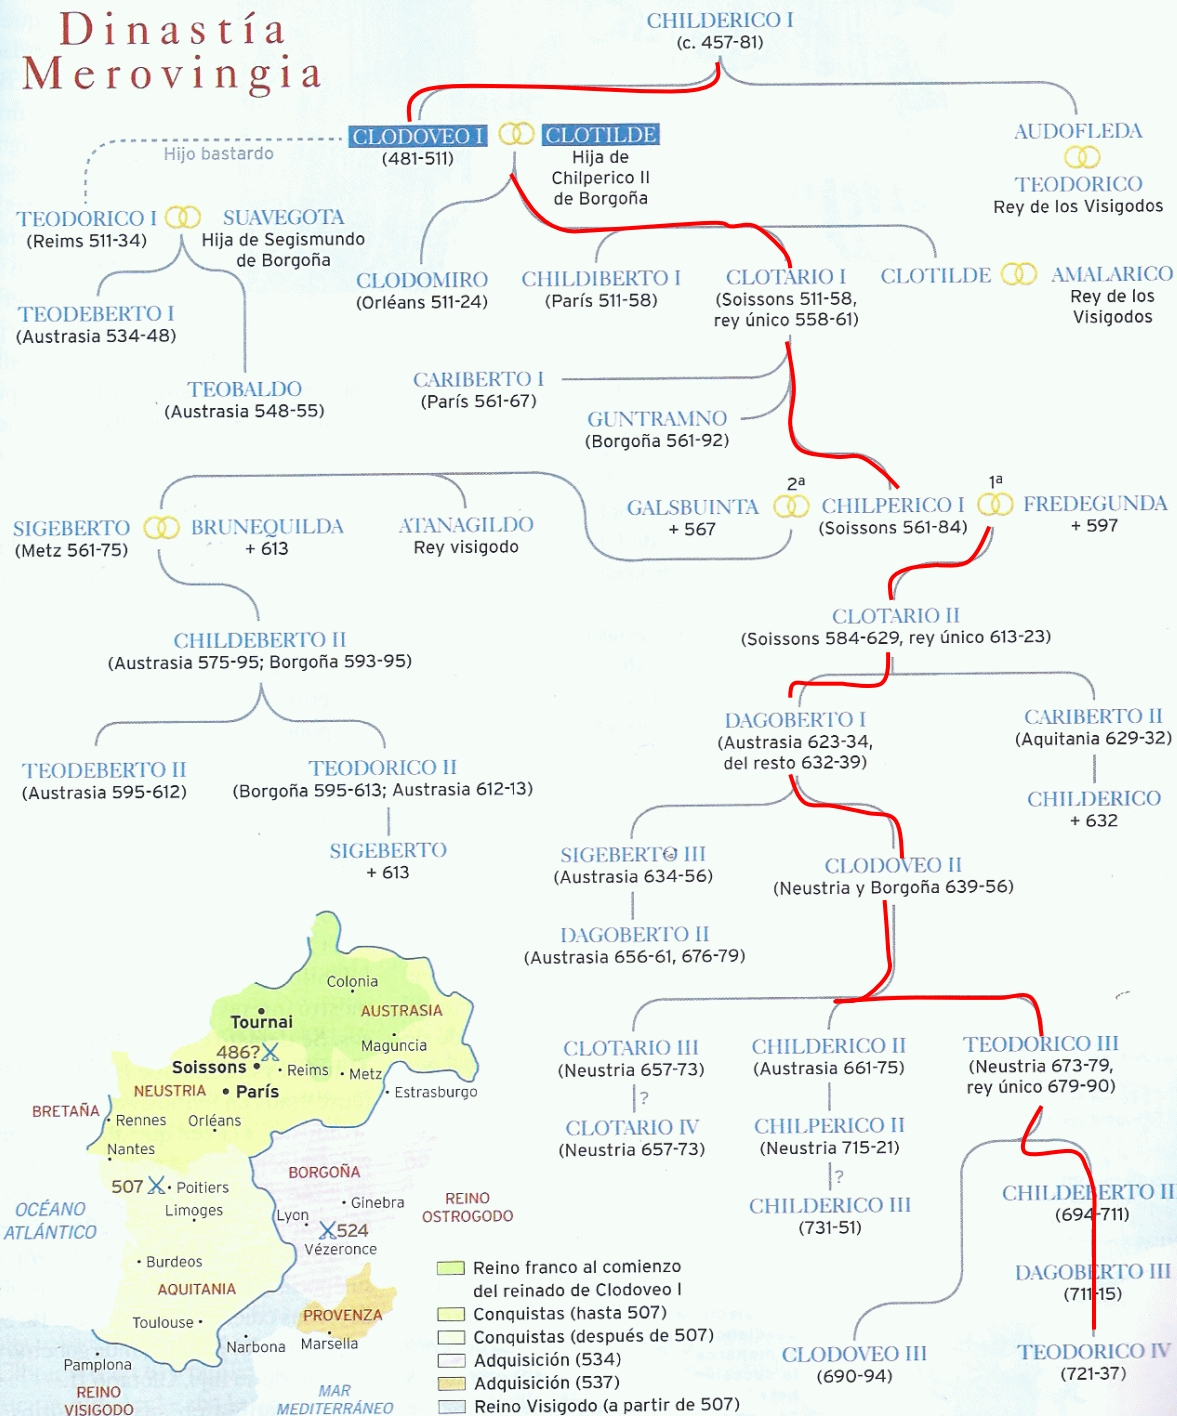 Dinastía
Merovingia
CHILDERICO I
(c. 457-81)
CLODOVEO I
(481-511)
CLOTILDE
Hija de
Chilperico II
de Borgoña
AUDOFLEDA
TEODORICO
Rey de los Visigodos
Hijo bastardo
TEODORICO I
(Reims 511-34)
SUAVEGOTA
Hija de Segismundo
de Borgoña
CLODOMIRO
(Orléans 511-24)
CHILDIBERTO I
(París 511-58)
CLOTARIO I
(Soissons 511-58,
rey único 558-61)
CLOTILDE
AMALARICO
Rey de los
Visigodos
TEODEBERTO I
(Austrasia 534-48)
TEOBALDO
(Austrasia 548-55)
CARIBERTO I
(París 561-67)
GUNTRAMNO
(Borgoña 561-92)
SIGEBERTO
(Metz 561-75)
BRUNEQUILDA
+ 613
ATANAGILDO
Rey visigodo
GALSBUINTA
+ 567
2ª
CHILPERICO I
(Soissons 561-84)
1ª
FREDEGUNDA
+ 597
CHILDEBERTO II
(Austrasia 575-95; Borgoña 593-95)
CLOTARIO II
(Soissons 584-629, rey único 613-23)
TEODEBERTO II
(Austrasia 595-612)
TEODORICO II
(Borgoña 595-613; Austrasia 612-13)
SIGEBERTO
+ 613
DAGOBERTO I
(Austrasia 623-34,
del resto 632-39)
CARIBERTO II
(Aquitania 629-32)
CHILDERICO
+ 632
SIGEBERTO III
(Austrasia 634-56)
CLODOVEO II
(Neustria y Borgoña 639-56)
DAGOBERTO II
(Austrasia 656-61, 676-79)
CLOTARIO III
(Neustria 657-73)
?
CLOTARIO IV
(Neustria 657-73)
CHILDERICO II
(Austrasia 661-75)
CHILPERICO II
(Neustria 715-21)
?
CHILDERICO III
(731-51)
TEODORICO III
(Neustria 673-79,
rey único 679-90)
CHILDEBERTO II
(694-711)
DAGOBERTO III
(711-15)
CLODOVEO III
(690-94)
TEODORICO IV
(721-37)
Colonia
AUSTRASIA
Tournai
Maguncia
486?
Soissons
Reims
Metz
NEUSTRIA
París
Estrasburgo
BRETAÑA
Rennes
Orléans
Nantes
BORGOÑA
507
Poitiers
Limoges
Ginebra
Lyon
524
Vézeronce
REINO
OSTROGODO
OCÉANO
ATLÁNTICO
Burdeos
AQUITANIA
PROVENZA
Toulouse
Narbona
Marsella
Pamplona
REINO
VISIGODO
MAR
MEDITERRÁNEO
Reino franco al comienzo
del reinado de Clodoveo I
Conquistas (hasta 507)
Conquistas (después de 507)
Adquisición (534)
Adquisición (537)
Reino Visigodo (a partir de 507)